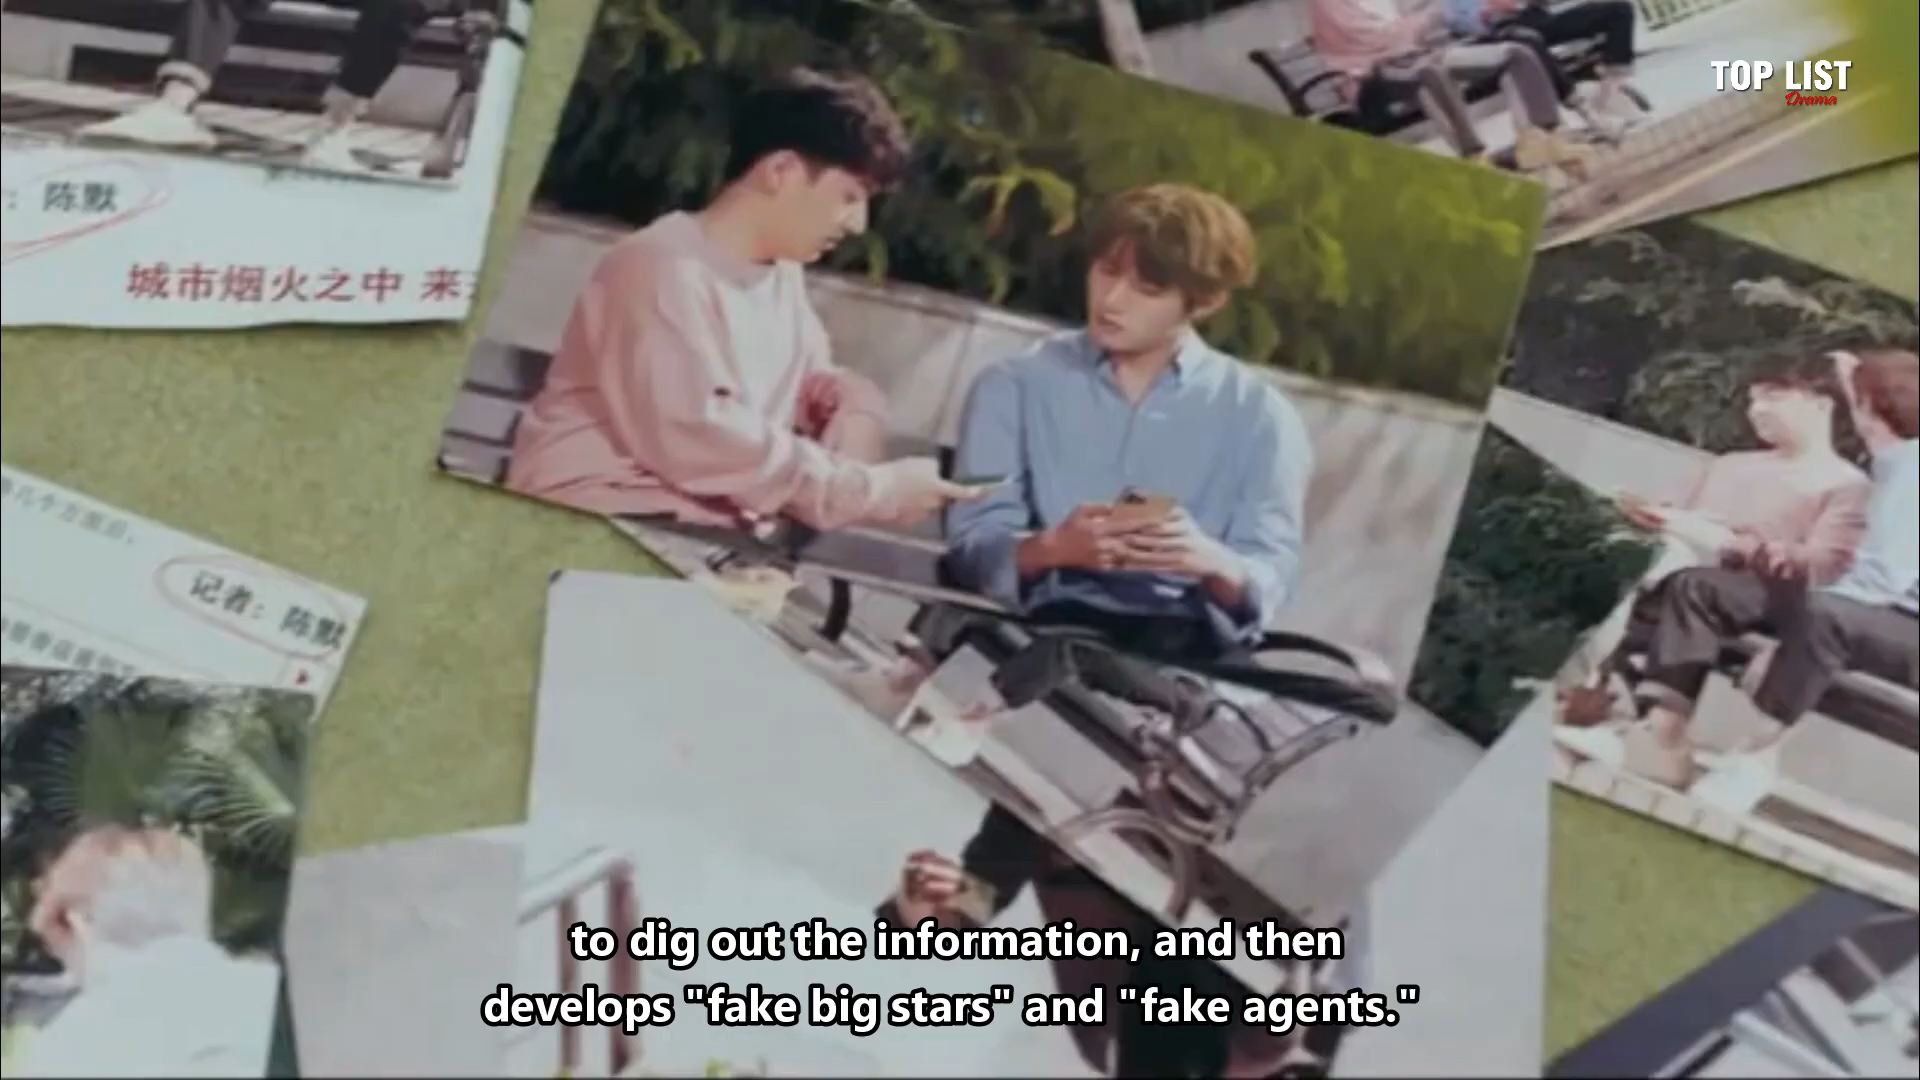 TOP LIST
Drama
：陈默
城市烟火之中 来
记者：陈默
to dig out the information, and then
develops "fake big stars" and "fake agents."